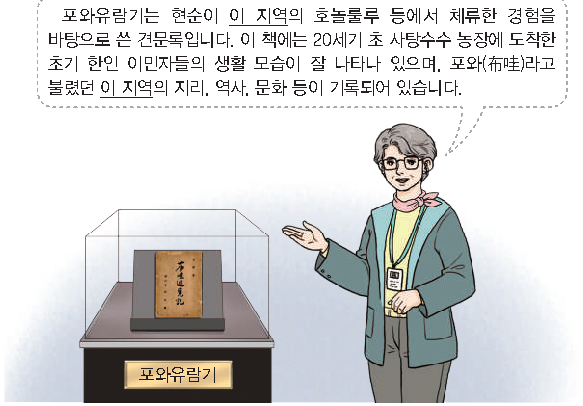 포와유람기는 현순이 이 지역의 호놀룰루 등에서 체류한 경험을
바탕으로 쓴 견문록입니다. 이 책에는 20세기 초 사탕수수 농장에 도착한
초기 한인 이민자들의 생활 모습이 잘 나타나 있으며, 포와(布哇)라고
불렸던 이 지역의 지리, 역사, 문화 등이 기록되어 있습니다.
포와유람기